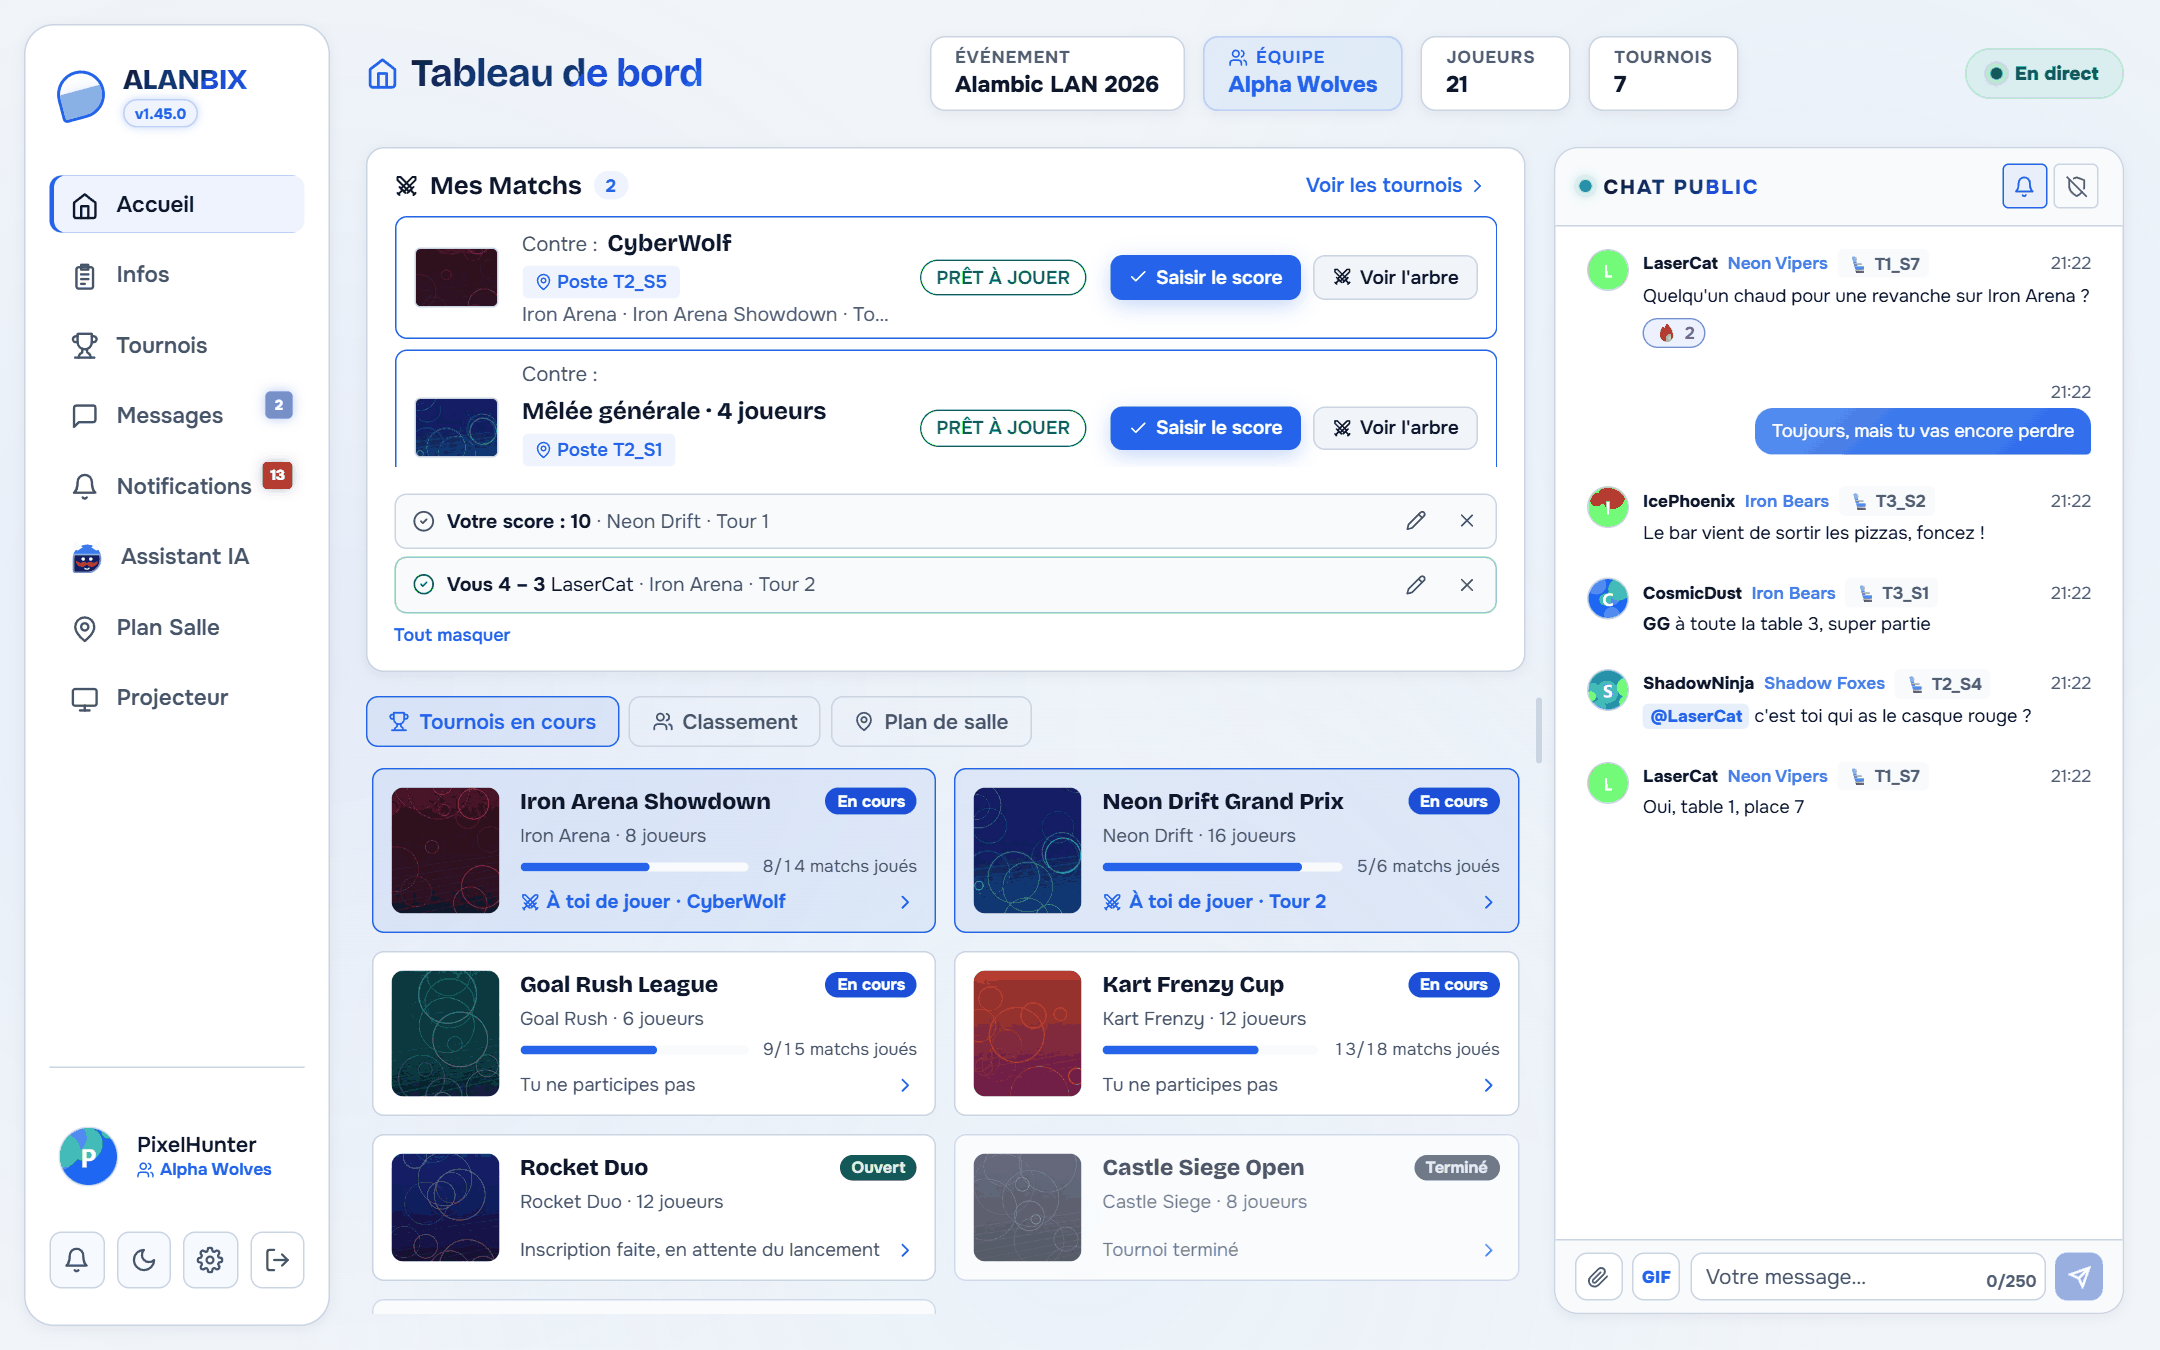 ALANBIX
v1.45.0
Accueil
Infos
Tournois
Messages
2
Notifications
13
Assistant IA
Plan Salle
Projecteur
P
PixelHunter
Alpha Wolves
Tableau de bord
ÉVÉNEMENT
Alambic LAN 2026
ÉQUIPE
Alpha Wolves
JOUEURS
21
TOURNOIS
7
En direct
Mes Matchs 2
Voir les tournois
Contre : CyberWolf
Poste T2_S5
Iron Arena · Iron Arena Showdown · To...
PRÊT À JOUER
Saisir le score
Voir l'arbre
Contre :
Mêlée générale · 4 joueurs
Poste T2_S1
PRÊT À JOUER
Saisir le score
Voir l'arbre
Votre score : 10 · Neon Drift · Tour 1
Vous 4 – 3 LaserCat · Iron Arena · Tour 2
Tout masquer
Tournois en cours
Classement
Plan de salle
Iron Arena Showdown
En cours
Iron Arena · 8 joueurs
8/14 matchs joués
À toi de jouer · CyberWolf
Neon Drift Grand Prix
En cours
Neon Drift · 16 joueurs
5/6 matchs joués
À toi de jouer · Tour 2
Goal Rush League
En cours
Goal Rush · 6 joueurs
9/15 matchs joués
Tu ne participes pas
Kart Frenzy Cup
En cours
Kart Frenzy · 12 joueurs
13/18 matchs joués
Tu ne participes pas
Rocket Duo
Ouvert
Rocket Duo · 12 joueurs
Inscription faite, en attente du lancement
Castle Siege Open
Terminé
Castle Siege · 8 joueurs
Tournoi terminé
CHAT PUBLIC
L
LaserCat Neon Vipers T1_S7 21:22
Quelqu'un chaud pour une revanche sur Iron Arena ?
2
21:22
Toujours, mais tu vas encore perdre
I
IcePhoenix Iron Bears T3_S2 21:22
Le bar vient de sortir les pizzas, foncez !
C
CosmicDust Iron Bears T3_S1 21:22
GG à toute la table 3, super partie
S
ShadowNinja Shadow Foxes T2_S4 21:22
@LaserCat c'est toi qui as le casque rouge ?
L
LaserCat Neon Vipers T1_S7 21:22
Oui, table 1, place 7
GIF
Votre message...
0/250